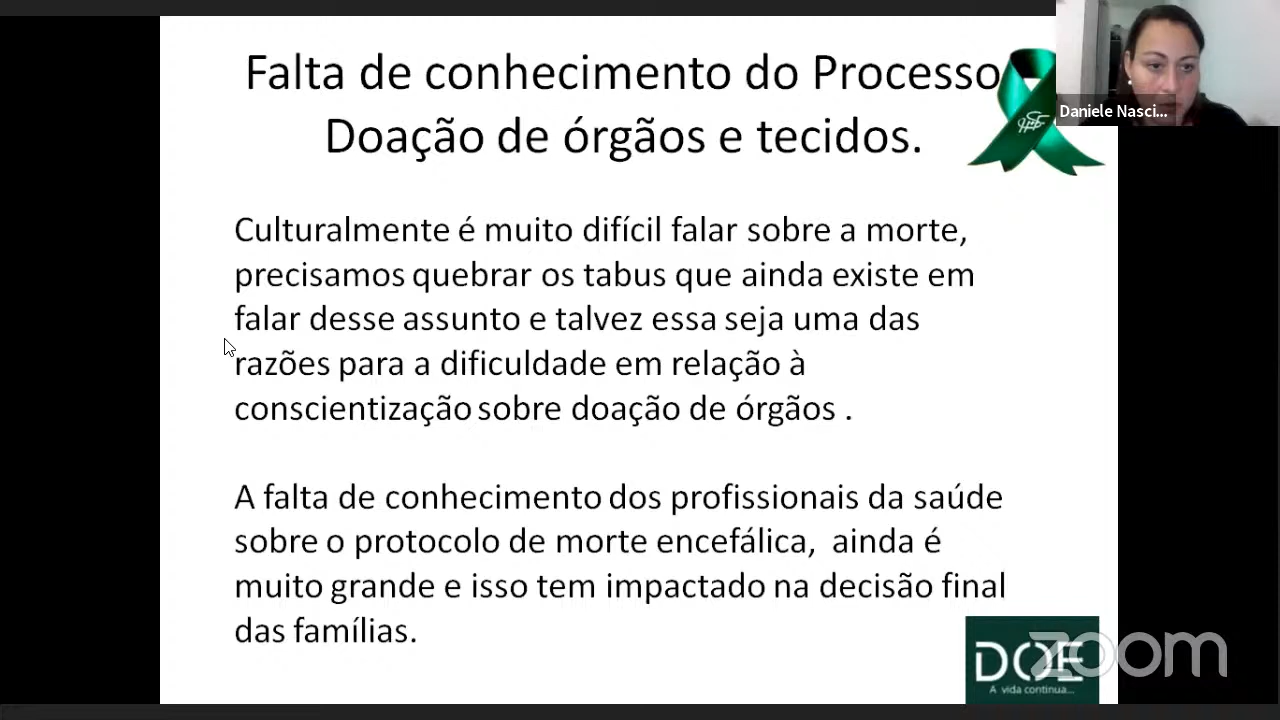 Falta de conhecimento do Processo
Doação de órgãos e tecidos.
Daniele Nasci...
Culturalmente é muito difícil falar sobre a morte,
precisamos quebrar os tabus que ainda existe em
falar desse assunto e talvez essa seja uma das
razões para a dificuldade em relação à
conscientização sobre doação de órgãos .
A falta de conhecimento dos profissionais da saúde
sobre o protocolo de morte encefálica,  ainda é
muito grande e isso tem impactado na decisão final
das famílias.
DOE
A vida continua...
zoom